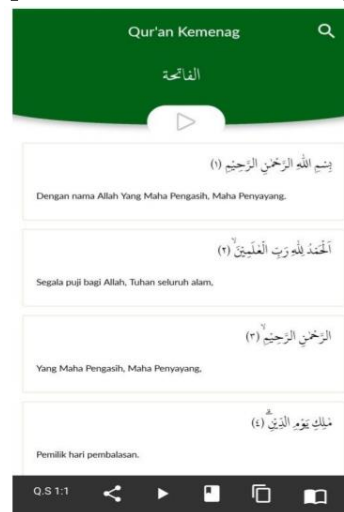 Qur'an Kemenag
الفاتحة
بِسْمِ اللّٰهِ الرَّحْمٰنِ الرَّحِيْمِ (١)
Dengan nama Allah Yang Maha Pengasih, Maha Penyayang.
اَلْحَمْدُ لِلّٰهِ رَبِّ الْعٰلَمِيْنَۙ (٢)
Segala puji bagi Allah, Tuhan seluruh alam,
الرَّحْمٰنِ الرَّحِيْمِۙ (٣)
Yang Maha Pengasih, Maha Penyayang,
مٰلِكِ يَوْمِ الدِّيْنِۗ (٤)
Pemilik hari pembalasan.
Q.S 1:1